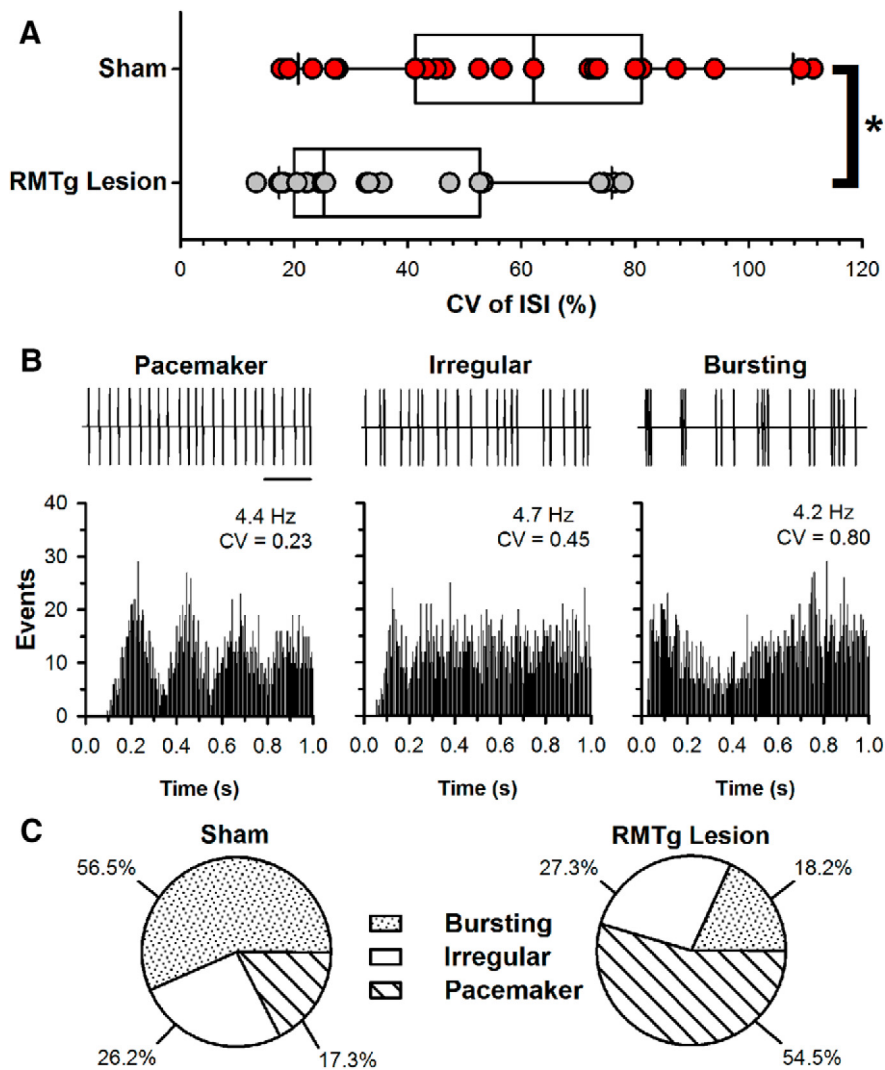 A
Sham
RMTg Lesion
*
0 20 40 60 80 100 120
CV of ISI (%)
B
Pacemaker Irregular Bursting
40
30
20
10
0
Events
4.4 Hz
CV = 0.23
4.7 Hz
CV = 0.45
4.2 Hz
CV = 0.80
0.0 0.2 0.4 0.6 0.8 1.0 0.0 0.2 0.4 0.6 0.8 1.0 0.0 0.2 0.4 0.6 0.8 1.0
Time (s) Time (s) Time (s)
C
Sham
56.5%
26.2%
17.3%
Bursting
Irregular
Pacemaker
RMTg Lesion
27.3%
18.2%
54.5%